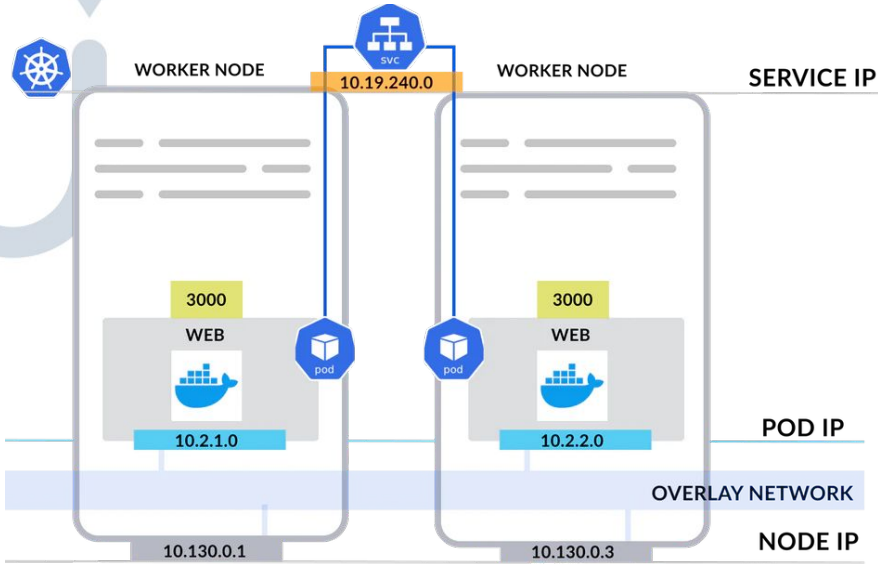 svc
WORKER NODE
10.19.240.0
WORKER NODE
SERVICE IP
3000
3000
WEB
WEB
pod
pod
10.2.1.0
10.2.2.0
POD IP
OVERLAY NETWORK
10.130.0.1
10.130.0.3
NODE IP